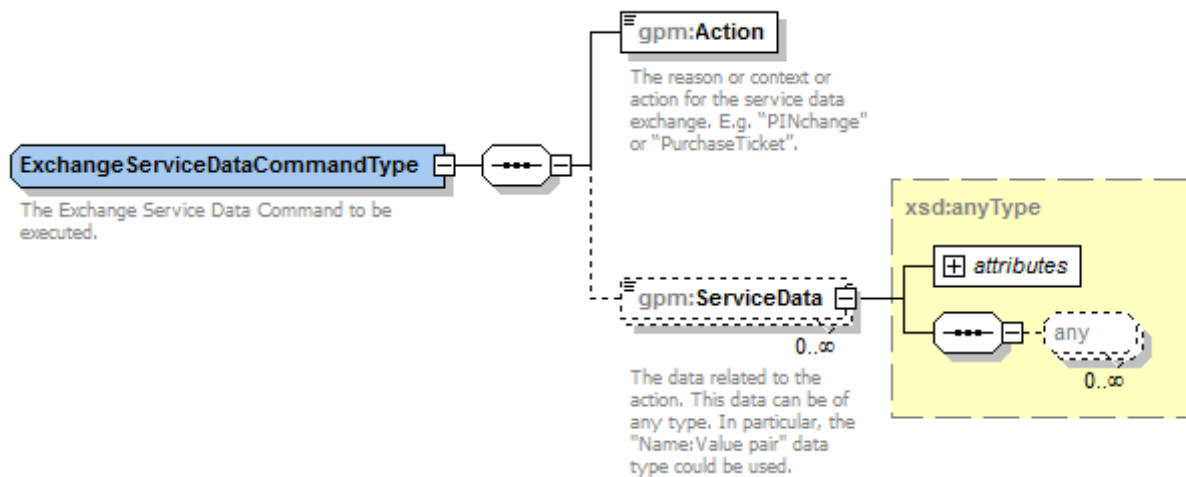 gpm:Action
The reason or context or
action for the service data
exchange. E.g. “PINchange”
or “PurchaseTicket”.
ExchangeServiceDataCommandType
The Exchange Service Data Command to be
executed.
xsd:anyType
attributes
gpm:ServiceData
0..∞
any
0..∞
The data related to the
action. This data can be of
any type. In particular, the
"Name:Value pair" data
type could be used.